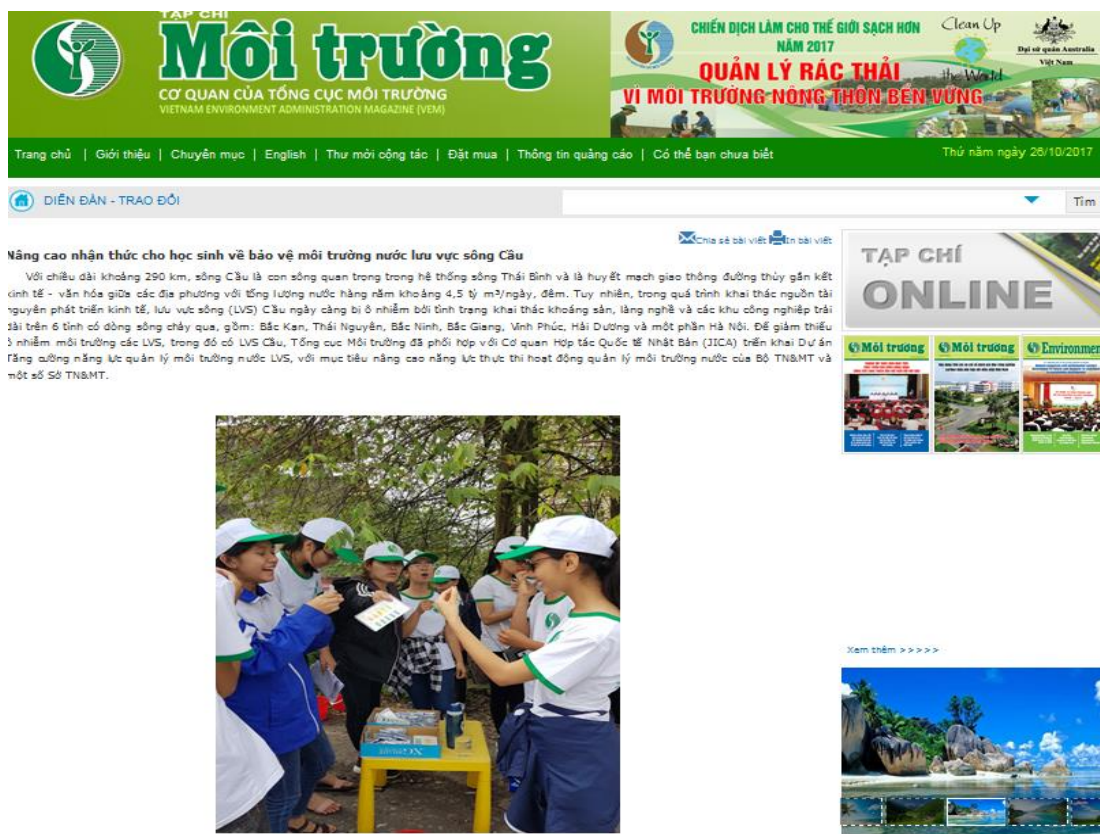 TẠP CHÍ
Môi trường
CƠ QUAN CỦA TỔNG CỤC MÔI TRƯỜNG
VIETNAM ENVIRONMENT ADMINISTRATION MAGAZINE (VEM)
CHIẾN DỊCH LÀM CHO THẾ GIỚI SẠCH HƠN
NĂM 2017
QUẢN LÝ RÁC THẢI
VÌ MÔI TRƯỜNG NÔNG THÔN BỀN VỮNG
Clean Up
the World
Đại sứ quán Australia
Việt Nam
Trang chủ | Giới thiệu | Chuyên mục | English | Thư mời cộng tác | Đặt mua | Thông tin quảng cáo | Có thể bạn chưa biết
Thứ năm ngày 26/10/2017
DIỄN ĐÀN - TRAO ĐỔI
Tìm
Chia sẻ bài viết In bài viết
Nâng cao nhận thức cho học sinh về bảo vệ môi trường nước lưu vực sông Cầu
Với chiều dài khoảng 290 km, sông Cầu là con sông quan trọng trong hệ thống sông Thái Bình và là huyết mạch giao thông đường thủy gắn kết
kinh tế - văn hóa giữa các địa phương với tổng lượng nước hàng năm khoảng 4,5 tỷ m³/ngày, đêm. Tuy nhiên, trong quá trình khai thác nguồn tài
nguyên phát triển kinh tế, lưu vực sông (LVS) Cầu ngày càng bị ô nhiễm bởi tình trạng khai thác khoáng sản, làng nghề và các khu công nghiệp trải
dài trên 6 tỉnh có dòng sông chảy qua, gồm: Bắc Kạn, Thái Nguyên, Bắc Ninh, Bắc Giang, Vĩnh Phúc, Hải Dương và một phần Hà Nội. Để giảm thiểu
ô nhiễm môi trường các LVS, trong đó có LVS Cầu, Tổng cục Môi trường đã phối hợp với Cơ quan Hợp tác Quốc tế Nhật Bản (JICA) triển khai Dự án
Tăng cường năng lực quản lý môi trường nước LVS, với mục tiêu nâng cao năng lực thực thi hoạt động quản lý môi trường nước của Bộ TN&MT và
một số Sở TN&MT.
TẠP CHÍ
ONLINE
Môi trường
Môi trường
Environmen
Xem thêm >>>>>